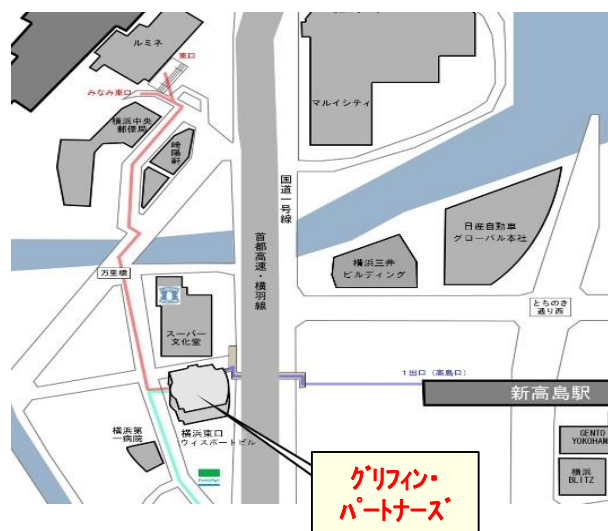 ルミネ
東口
みなみ東口
横浜中央
郵便局
崎陽軒
マルイシティ
国道一号線
首都高速・横羽線
日産自動車
グローバル本社
横浜三井
ビルディング
万里橋
とちのき
通り西
スーパー
文化堂
1出口(高島口)
新高島駅
横浜第
一病院
横浜東口
ウィスポートビル
GENTO
YOKOHAM
横浜
BLITZ
FamilyMart
グリフィン・
パートナーズ